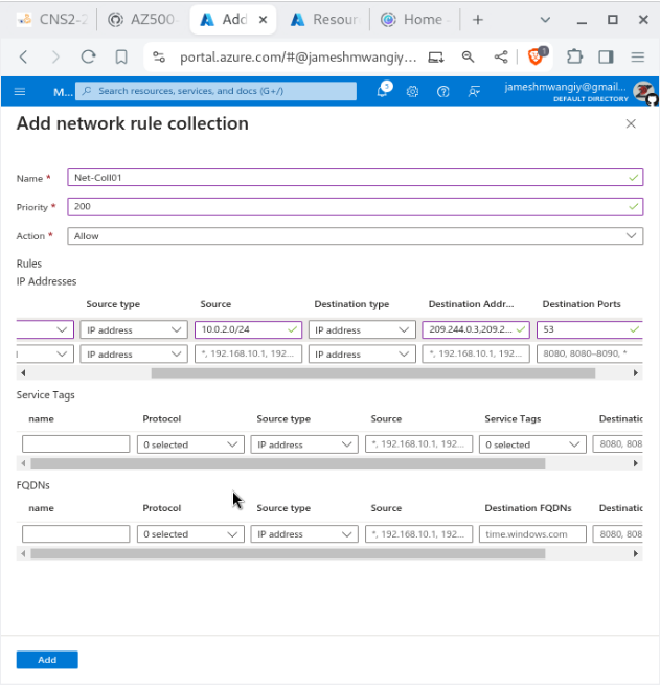 CNS2-2
AZ500
Add
Resour
Home
portal.azure.com/#@jameshmwangiy...
1
M...
Search resources, services, and docs (G+/)
5
jameshmwangiy@gmail...
DEFAULT DIRECTORY
Add network rule collection
Name *
Net-Coll01
Priority *
200
Action *
Allow
Rules
IP Addresses
Source type
Source
Destination type
Destination Addr...
Destination Ports
IP address
10.0.2.0/24
IP address
209.244.0.3,209.2...
53
IP address
*, 192.168.10.1, 192...
IP address
*, 192.168.10.1, 192...
8080, 8080-8090, *
Service Tags
name
Protocol
Source type
Source
Service Tags
Destinatic
0 selected
IP address
*, 192.168.10.1, 192...
0 selected
8080, 808
FQDNs
name
Protocol
Source type
Source
Destination FQDNs
Destinatic
0 selected
IP address
*, 192.168.10.1, 192...
time.windows.com
8080, 808
Add